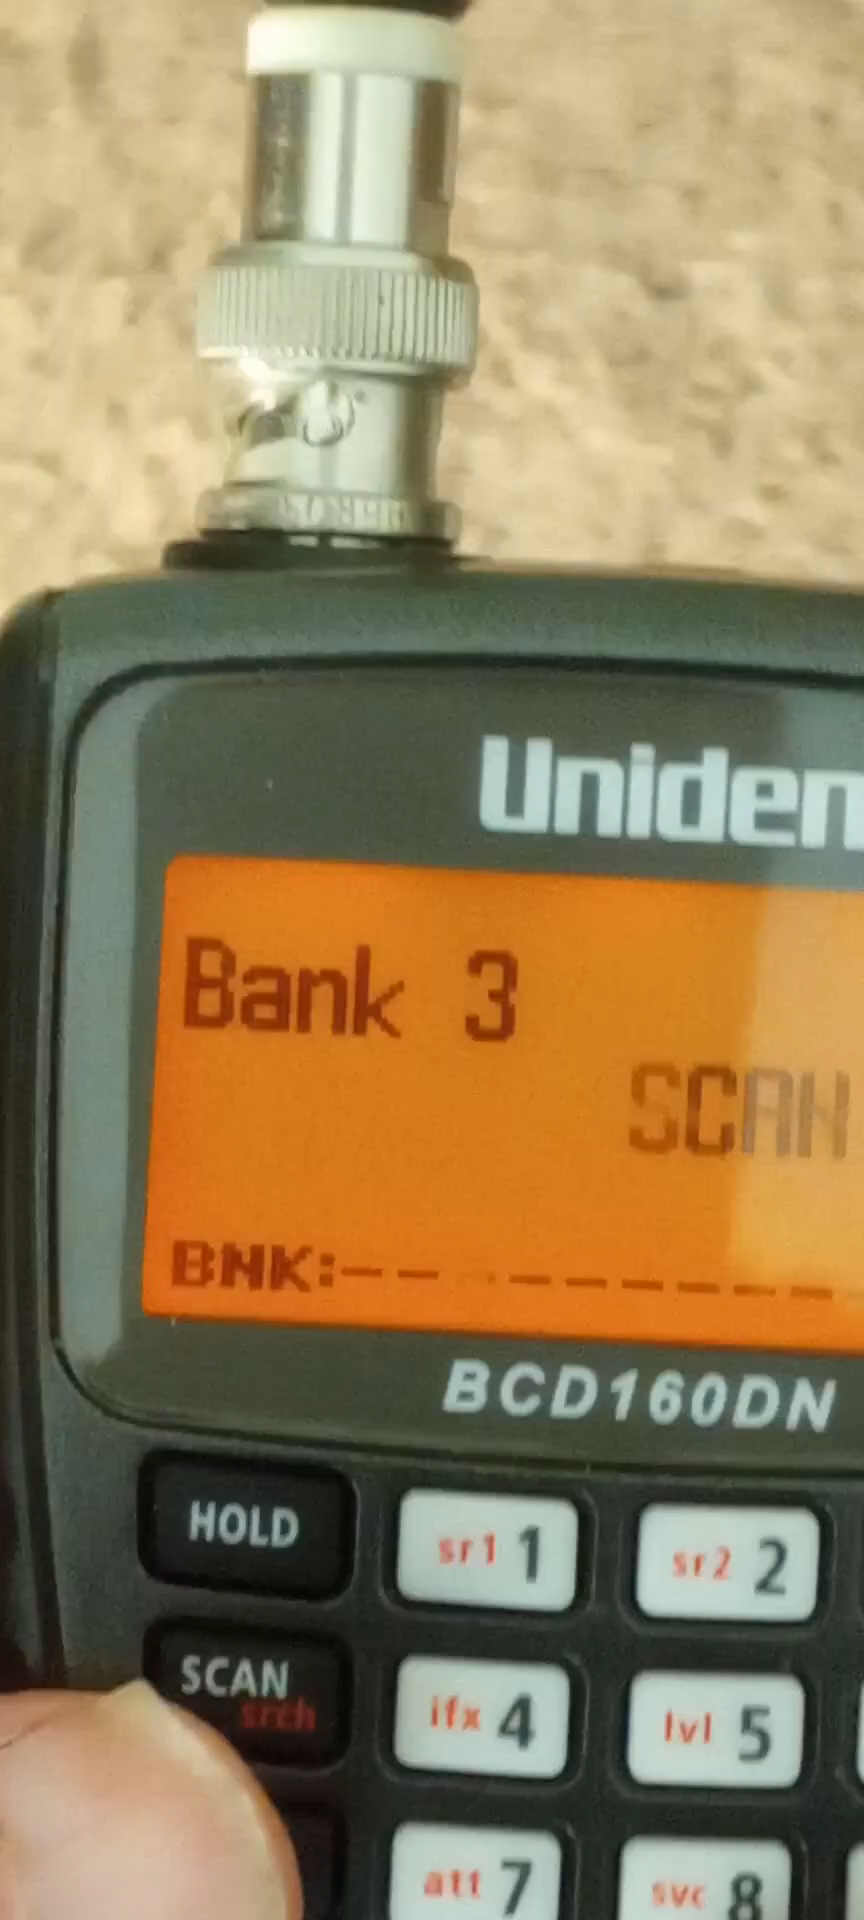 Uniden
Bank 3
SCAN
BNK:-- -------
BCD160DN
HOLD
sr1 1
sr2 2
SCAN
srch
ifx 4
lvl 5
att 7
svc 8